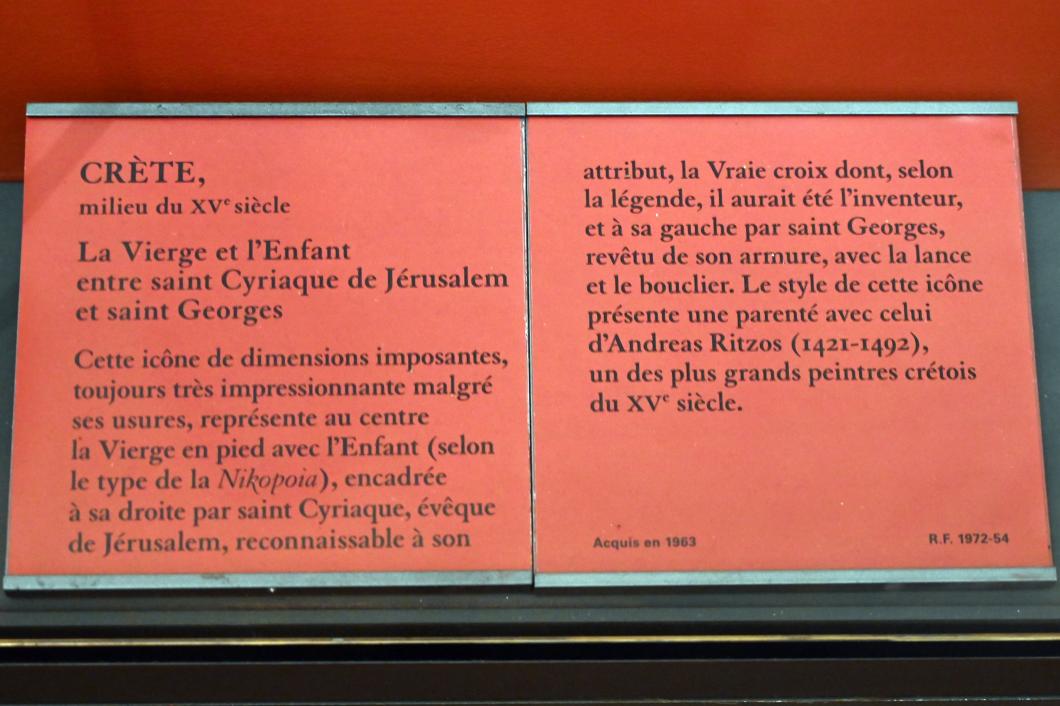 CRÈTE,
milieu du XVe siècle
La Vierge et l'Enfant
entre saint Cyriaque de Jérusalem
et saint Georges
Cette icône de dimensions imposantes,
toujours très impressionnante malgré
ses usures, représente au centre
la Vierge en pied avec l'Enfant (selon
le type de la Nikopoia), encadrée
à sa droite par saint Cyriaque, évêque
de Jérusalem, reconnaissable à son
attribut, la Vraie croix dont, selon
la légende, il aurait été l'inventeur,
et à sa gauche par saint Georges,
revêtu de son armure, avec la lance
et le bouclier. Le style de cette icône
présente une parenté avec celui
d'Andreas Ritzos (1421-1492),
un des plus grands peintres crétois
du XVe siècle.
Acquis en 1963
R.F. 1972-54